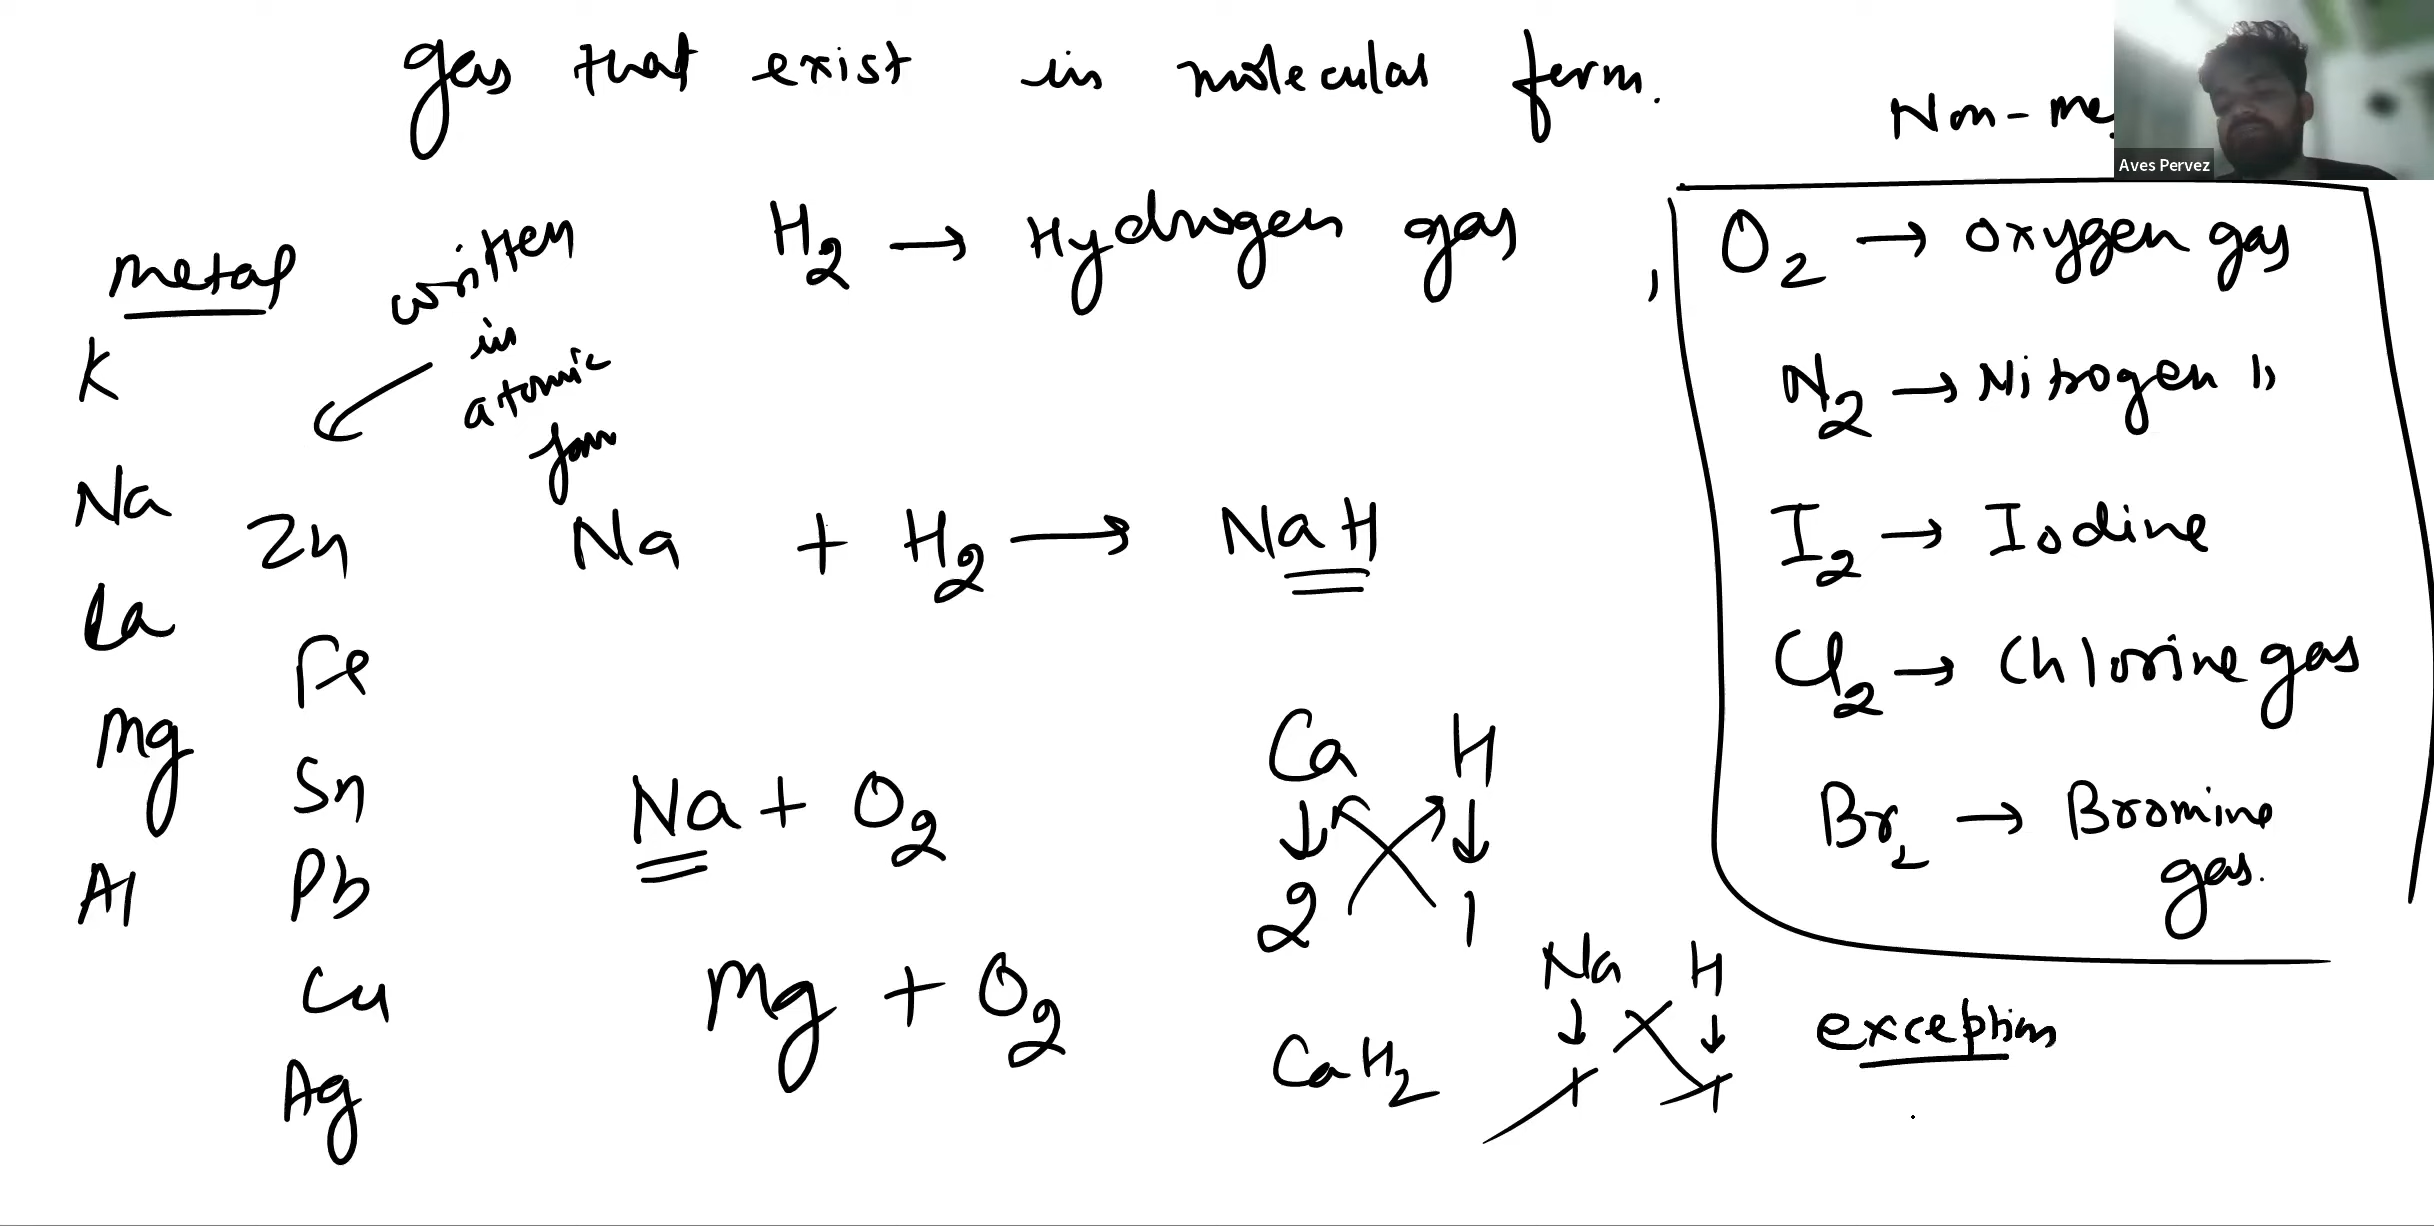 gas that exist in molecular form.
Non-me
Aves Pervez
metal
written
in
atomic
form
H2 → Hydrogen gas ,
O2 → Oxygen gas
K
N2 → Nitrogen "
Na
Zn
Na + H2 → NaH
I2 → Iodine
Ca
Fe
Cl2 → Chlorine gas
Mg
Sn
Na + O2
Ca H
2 1
Br2 → Bromine
gas.
Al
Pb
Cu
Mg + O2
CaH2
Na H
1 1
exception
Ag